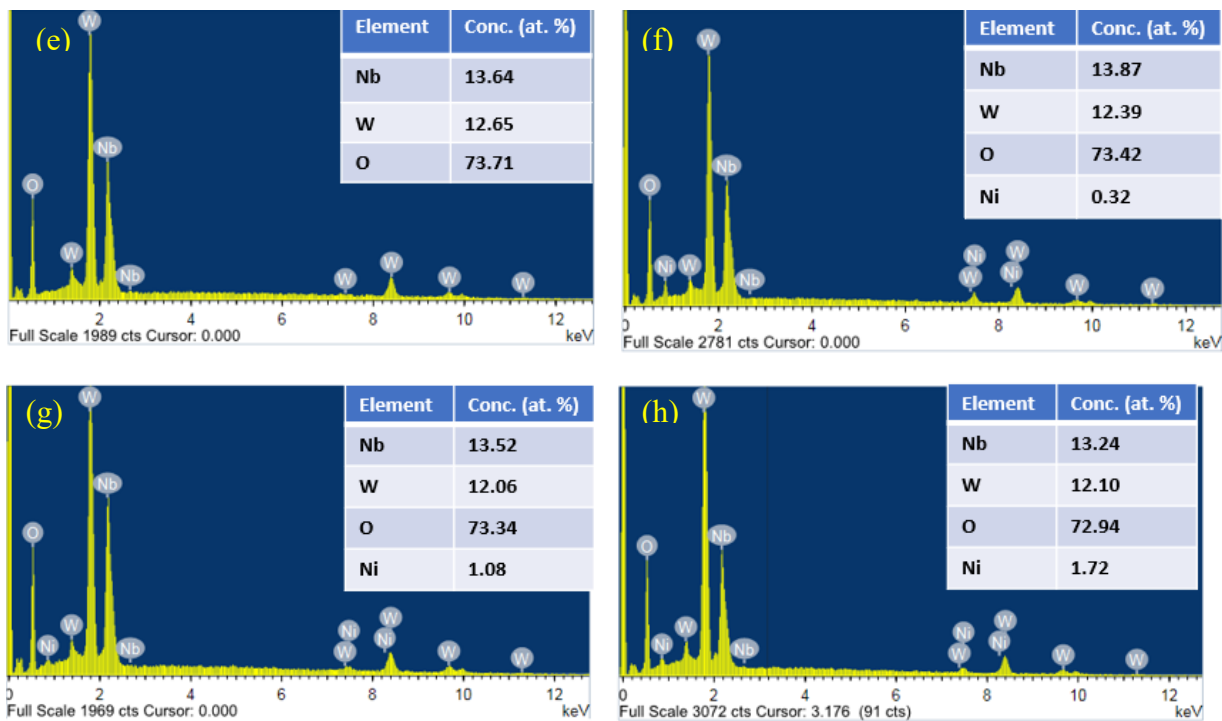 (e)
Element Conc. (at. %)
Nb 13.64
W 12.65
O 73.71
W
Nb
O
W
Nb
W
W
W
W
0 2 4 6 8 10 12
Full Scale 1989 cts Cursor: 0.000 keV
(f)
Element Conc. (at. %)
Nb 13.87
W 12.39
O 73.42
Ni 0.32
W
Nb
O
Ni
W
Nb
Ni
W
W
Ni
W
W
0 2 4 6 8 10 12
Full Scale 2781 cts Cursor: 0.000 keV
(g)
Element Conc. (at. %)
Nb 13.52
W 12.06
O 73.34
Ni 1.08
W
Nb
O
Ni
W
Nb
Ni
W
W
Ni
W
W
0 2 4 6 8 10 12
Full Scale 1969 cts Cursor: 0.000 keV
(h)
Element Conc. (at. %)
Nb 13.24
W 12.10
O 72.94
Ni 1.72
W
Nb
O
Ni
W
Nb
Ni
W
W
Ni
W
W
0 2 4 6 8 10 12
Full Scale 3072 cts Cursor: 3.176 (91 cts) keV